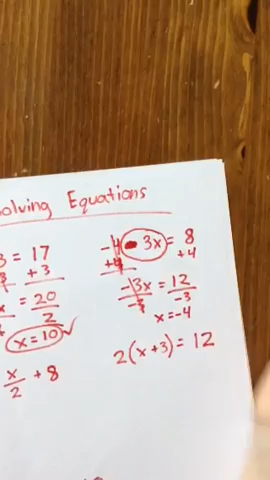 olving Equations
3 = 17
+ 3
x = 20
2
x = 10 ✓
x/2 + 8
-4 - 3x = 8
+4 +4
-3x = 12
-3 -3
x = -4
2(x+3) = 12